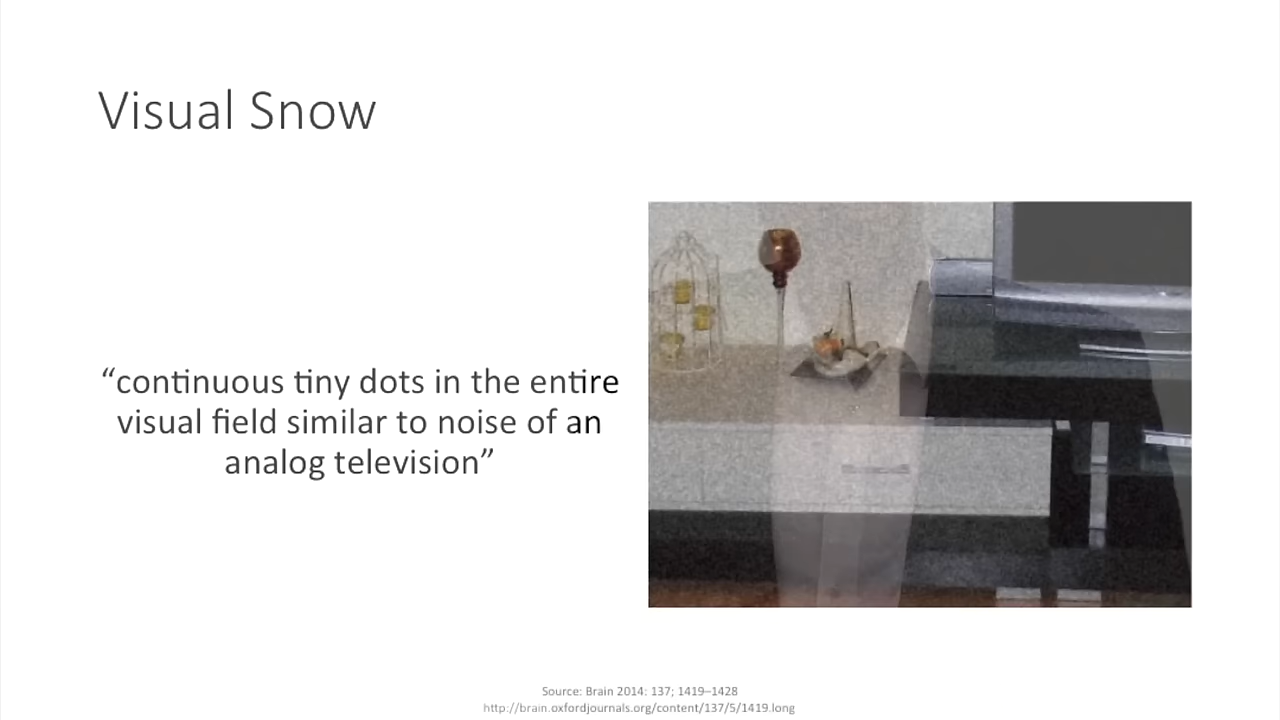 Visual Snow
“continuous tiny dots in the entire
visual field similar to noise of an
analog television”
Source: Brain 2014: 137; 1419–1428
http://brain.oxfordjournals.org/content/137/5/1419.long